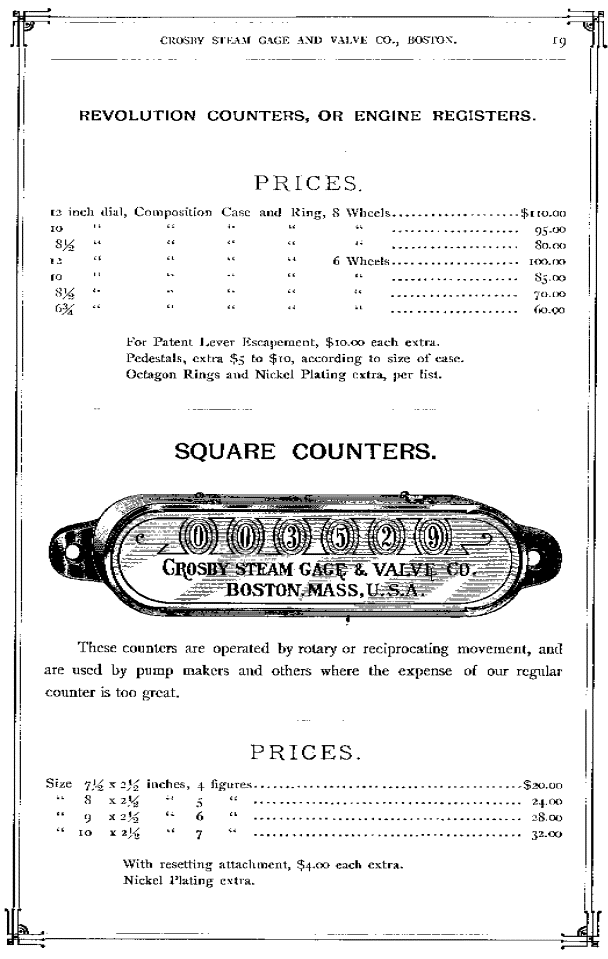 CROSBY STEAM GAGE AND VALVE CO., BOSTON. 19
REVOLUTION COUNTERS, OR ENGINE REGISTERS.
PRICES.
12 inch dial, Composition Case and Ring, 8 Wheels....................$110.00
10 “ “ “ “ “ .................... 95.00
8½ “ “ “ “ “ .................... 80.00
12 “ “ “ “ 6 Wheels.................... 100.00
10 “ “ “ “ “ .................... 85.00
8½ “ “ “ “ “ .................... 70.00
6¾ “ “ “ “ “ .................... 60.00
For Patent Lever Escapement, $10.00 each extra.
Pedestals, extra $5 to $10, according to size of case.
Octagon Rings and Nickel Plating extra, per list.
SQUARE COUNTERS.
0 0 3 5 2 9
CROSBY STEAM GAGE & VALVE CO.
BOSTON, MASS, U.S.A.
These counters are operated by rotary or reciprocating movement, and
are used by pump makers and others where the expense of our regular
counter is too great.
PRICES.
Size 7½ x 2½ inches, 4 figures........................................$20.00
“ 8 x 2½ “ 5 “ ........................................ 24.00
“ 9 x 2½ “ 6 “ ........................................ 28.00
“ 10 x 2½ “ 7 “ ........................................ 32.00
With resetting attachment, $4.00 each extra.
Nickel Plating extra.